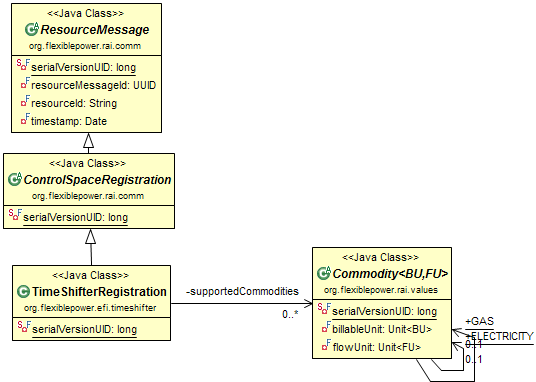 <<Java Class>>
ResourceMessage
org.flexiblepower.rai.comm
serialVersionUID: long
resourceMessageId: UUID
resourceId: String
timestamp: Date
<<Java Class>>
ControlSpaceRegistration
org.flexiblepower.rai.comm
serialVersionUID: long
<<Java Class>>
TimeShifterRegistration
org.flexiblepower.efi.timeshifter
serialVersionUID: long
-supportedCommodities
0..*
<<Java Class>>
Commodity<BU,FU>
org.flexiblepower.rai.values
serialVersionUID: long
billableUnit: Unit<BU>
flowUnit: Unit<FU>
+GAS
+ELECTRICITY
0..1
0..1